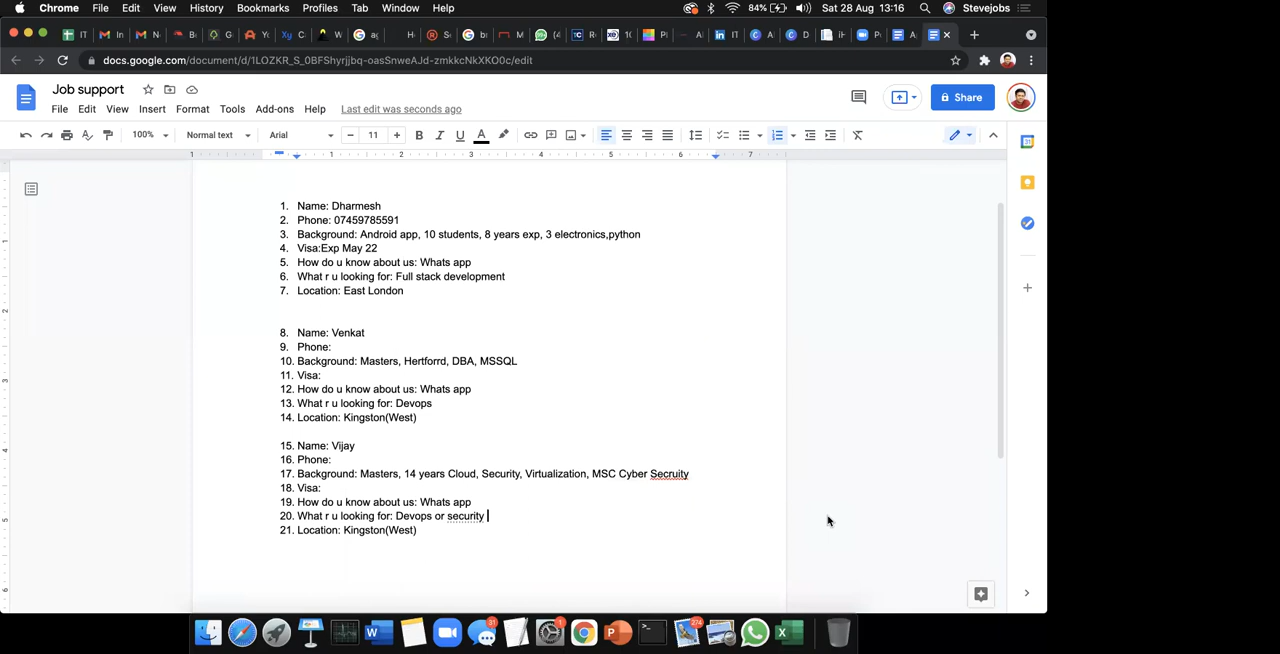 Chrome File Edit View History Bookmarks Profiles Tab Window Help 84% Sat 28 Aug 13:16 Stevejobs
docs.google.com/document/d/1LOZKR_S_0BFShyrjjbq-oasSnweAJd-zmkkcNkXKO0c/edit
Job support
File Edit View Insert Format Tools Add-ons Help Last edit was seconds ago
Share
100% Normal text Arial 11
1. Name: Dharmesh
2. Phone: 07459785591
3. Background: Android app, 10 students, 8 years exp, 3 electronics,python
4. Visa:Exp May 22
5. How do u know about us: Whats app
6. What r u looking for: Full stack development
7. Location: East London
8. Name: Venkat
9. Phone:
10. Background: Masters, Hertforrd, DBA, MSSQL
11. Visa:
12. How do u know about us: Whats app
13. What r u looking for: Devops
14. Location: Kingston(West)
15. Name: Vijay
16. Phone:
17. Background: Masters, 14 years Cloud, Security, Virtualization, MSC Cyber Secruity
18. Visa:
19. How do u know about us: Whats app
20. What r u looking for: Devops or security
21. Location: Kingston(West)